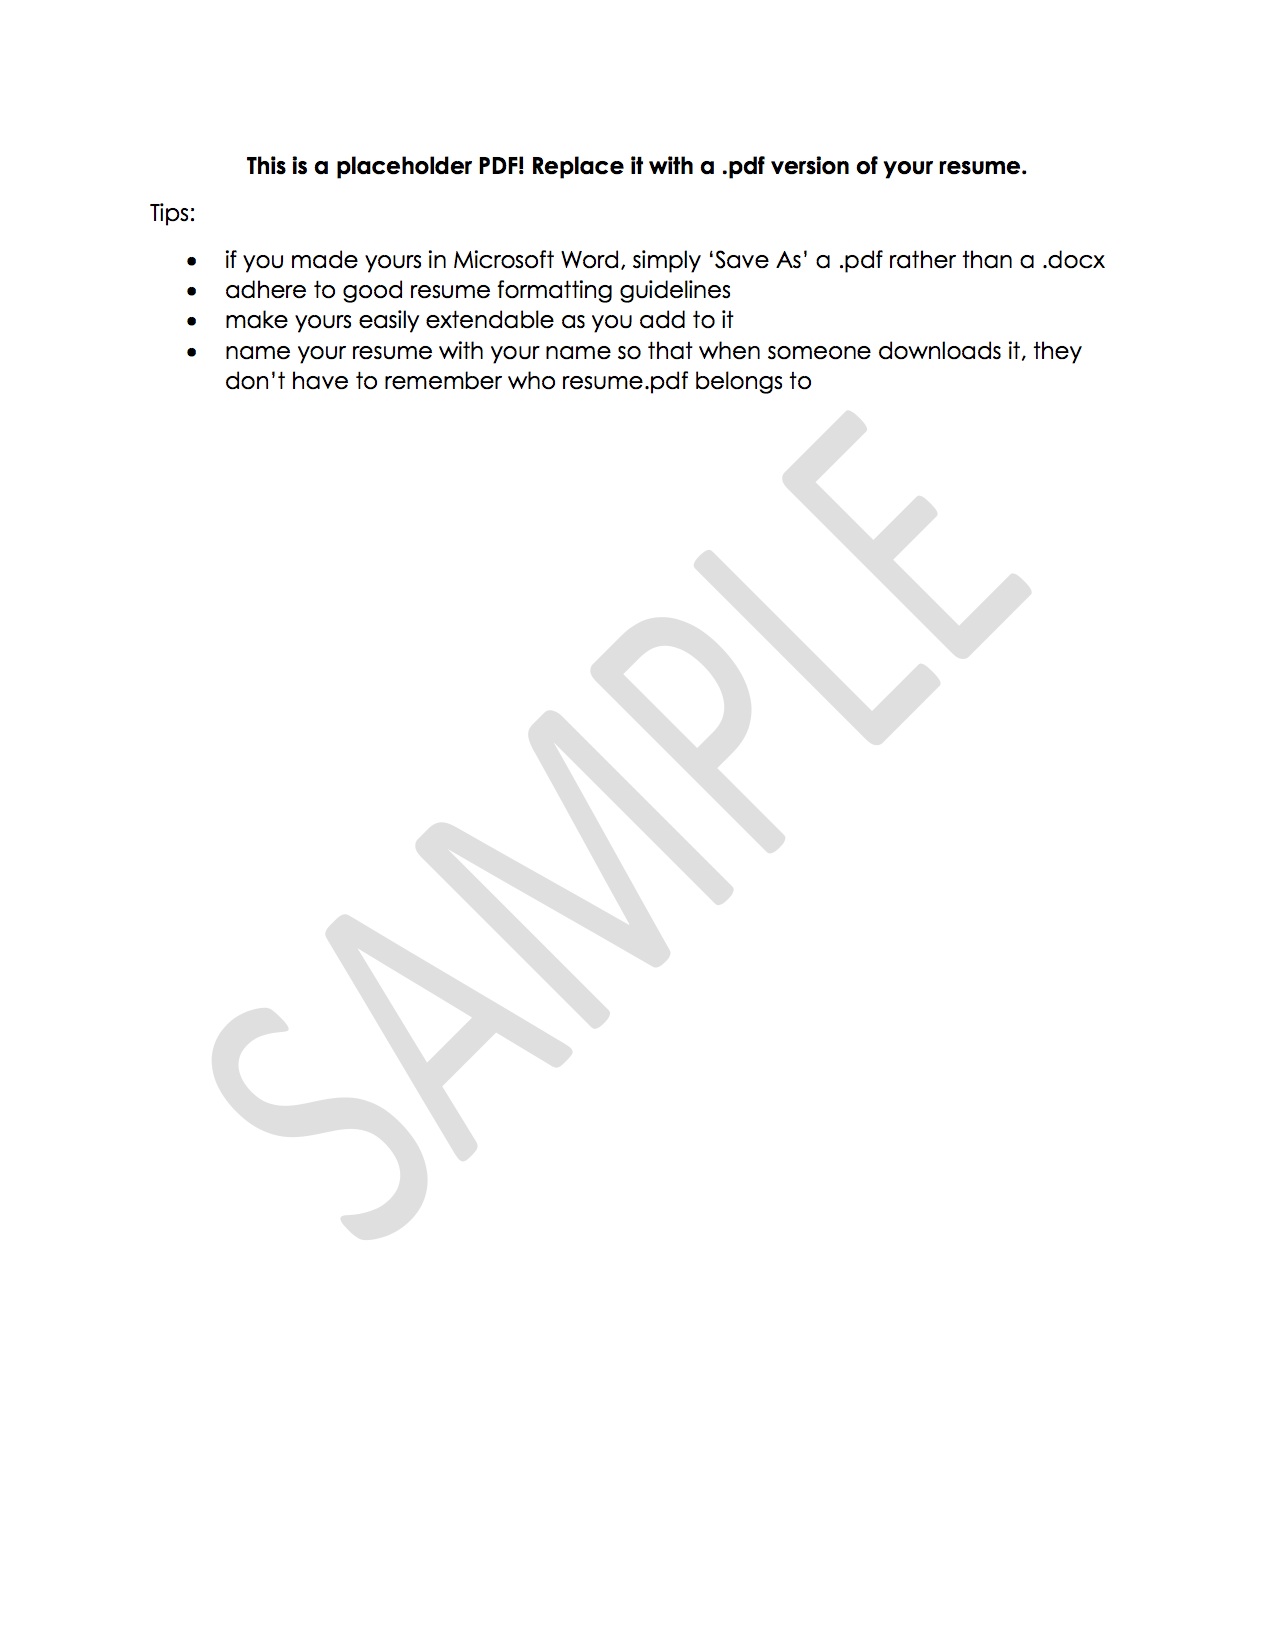 This is a placeholder PDF! Replace it with a .pdf version of your resume.
Tips:
• if you made yours in Microsoft Word, simply ‘Save As’ a .pdf rather than a .docx
• adhere to good resume formatting guidelines
• make yours easily extendable as you add to it
• name your resume with your name so that when someone downloads it, they
don’t have to remember who resume.pdf belongs to
SAMPLE